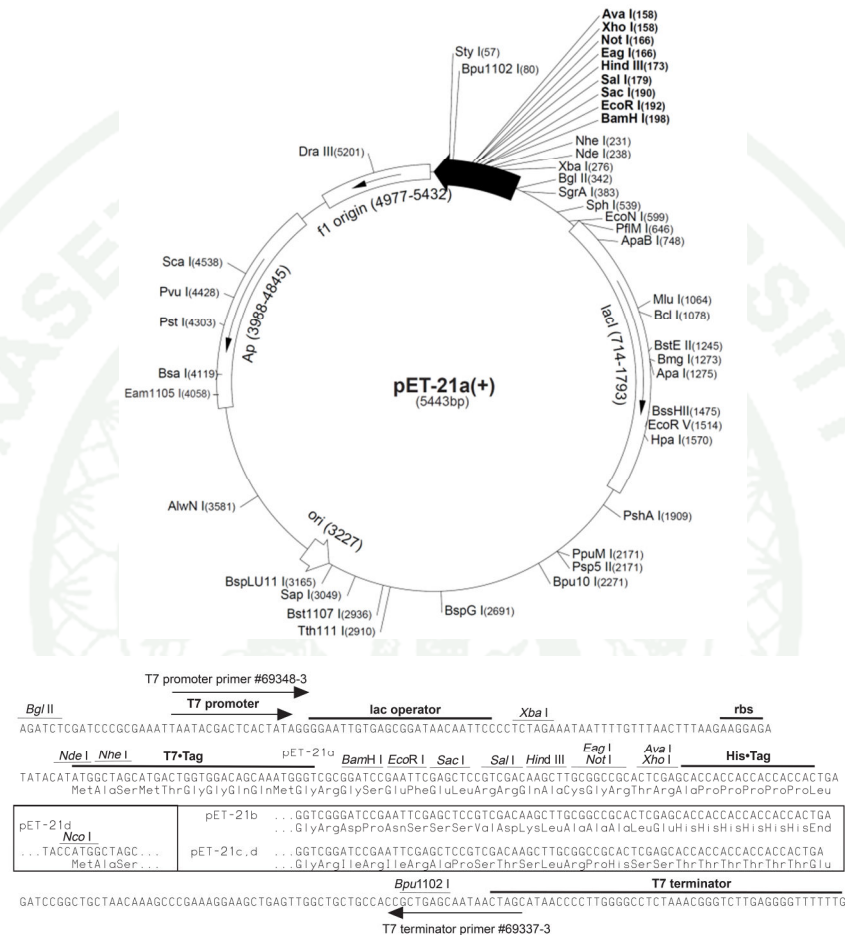 Ava I(158)
Xho I(158)
Not I(166)
Eag I(166)
Hind III(173)
Sal I(179)
Sac I(190)
EcoR I(192)
BamH I(198)
Sty I(57)
Bpu1102 I(80)
Nhe I(231)
Nde I(238)
Xba I(276)
Bgl II(342)
SgrA I(383)
Sph I(539)
EcoN I(599)
PflM I(646)
ApaB I(748)
Mlu I(1064)
Bcl I(1078)
BstE II(1245)
Bmg I(1273)
Apa I(1275)
BssHII(1475)
EcoR V(1514)
Hpa I(1570)
PshA I(1909)
PpuM I(2171)
Psp5 II(2171)
Bpu10 I(2271)
BspG I(2691)
Tth111 I(2910)
Bst1107 I(2936)
Sap I(3049)
BspLU11 I(3165)
AlwN I(3581)
Eam1105 I(4058)
Bsa I(4119)
Pst I(4303)
Pvu I(4428)
Sca I(4538)
Dra III(5201)
f1 origin (4977-5432)
Ap (3988-4845)
lacI (714-1793)
ori (3227)
pET-21a(+)
(5443bp)
T7 promoter primer #69348-3
Bgl II T7 promoter lac operator Xba I rbs
AGATCTCGATCCCGCGAAATTAATACGACTCACTATAGGGGAATTGTGAGCGGATAACAATTCCCCTCTAGAAATAATTTTGTTTAACTTTAAGAAGGAGA
Nde I Nhe I T7•Tag pET-21a BamH I EcoR I Sac I Sal I Hind III Eag I Not I Ava I Xho I His•Tag
TATACATATGGCTAGCATGACTGGTGGACAGCAAATGGGTCGCGGATCCGAATTCGAGCTCCGTCGACAAGCTTGCGGCCGCACTCGAGCACCACCACCACCACCACTGA
MetAlaSerMetThrGlyGlyGlnGlnMetGlyArgGlySerGluPheGluLeuArgArgGlnAlaCysGlyArgThrArgAlaProProProProProProLeu
pET-21d
Nco I
...TACCATGGCTAGC...
MetAlaSer...
pET-21b ...GGTCGGGATCCGAATTCGAGCTCCGTCGACAAGCTTGCGGCCGCACTCGAGCACCACCACCACCACCACTGA
GlyArgAspProAsnSerSerSerValAspLysLeuAlaAlaAlaLeuGluHisHisHisHisHisHisEnd
pET-21c,d ...GGTCGGATCCGAATTCGAGCTCCGTCGACAAGCTTGCGGCCGCACTCGAGCACCACCACCACCACCACTGA
GlyArgIleArgIleArgAlaProSerThrSerLeuArgProHisSerSerThrThrThrThrThrThrGlu
Bpu1102 I T7 terminator
GATCCGGCTGCTAACAAAGCCCGAAAGGAAGCTGAGTTGGCTGCTGCCACCGCTGAGCAATAACTAGCATAACCCCTTGGGGCCTCTAAACGGGTCTTGAGGGGTTTTTTG
T7 terminator primer #69337-3